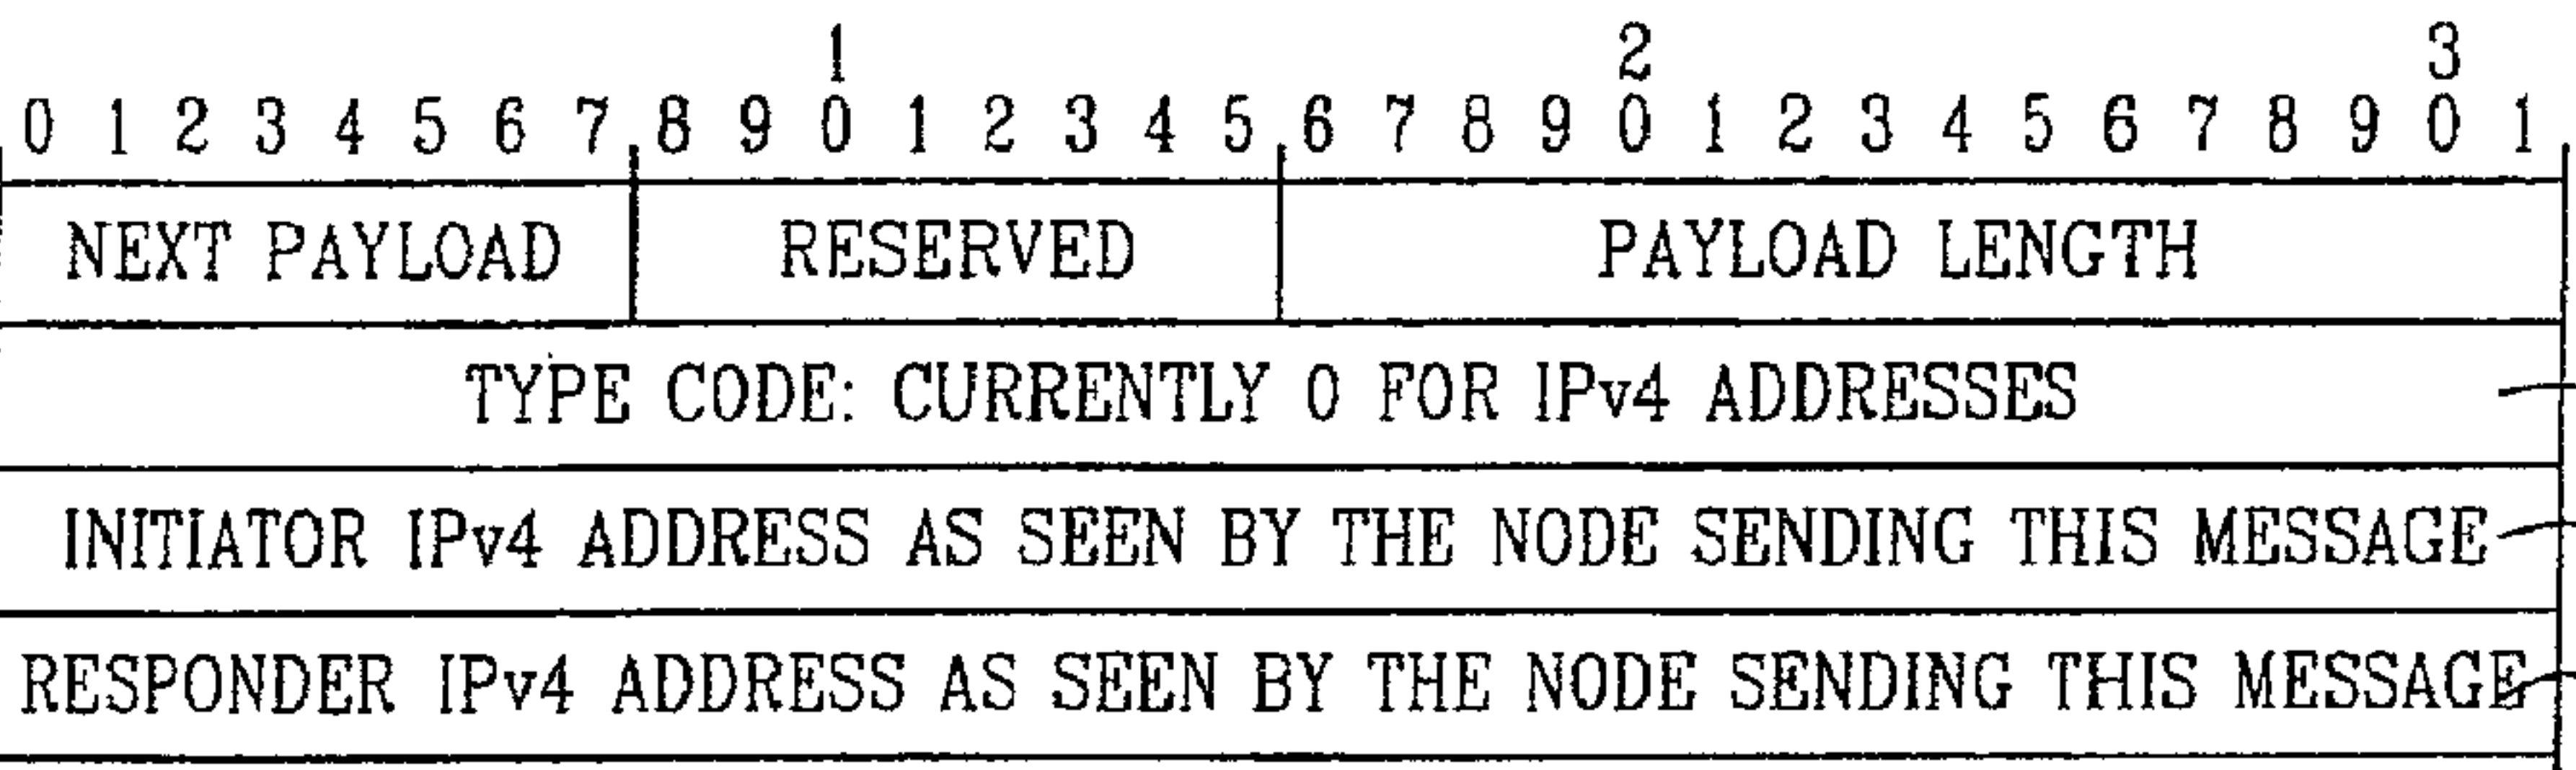 1 2 3
0 1 2 3 4 5 6 7 8 9 0 1 2 3 4 5 6 7 8 9 0 1 2 3 4 5 6 7 8 9 0 1
NEXT PAYLOAD RESERVED PAYLOAD LENGTH
TYPE CODE: CURRENTLY 0 FOR IPv4 ADDRESSES
INITIATOR IPv4 ADDRESS AS SEEN BY THE NODE SENDING THIS MESSAGE
RESPONDER IPv4 ADDRESS AS SEEN BY THE NODE SENDING THIS MESSAGE